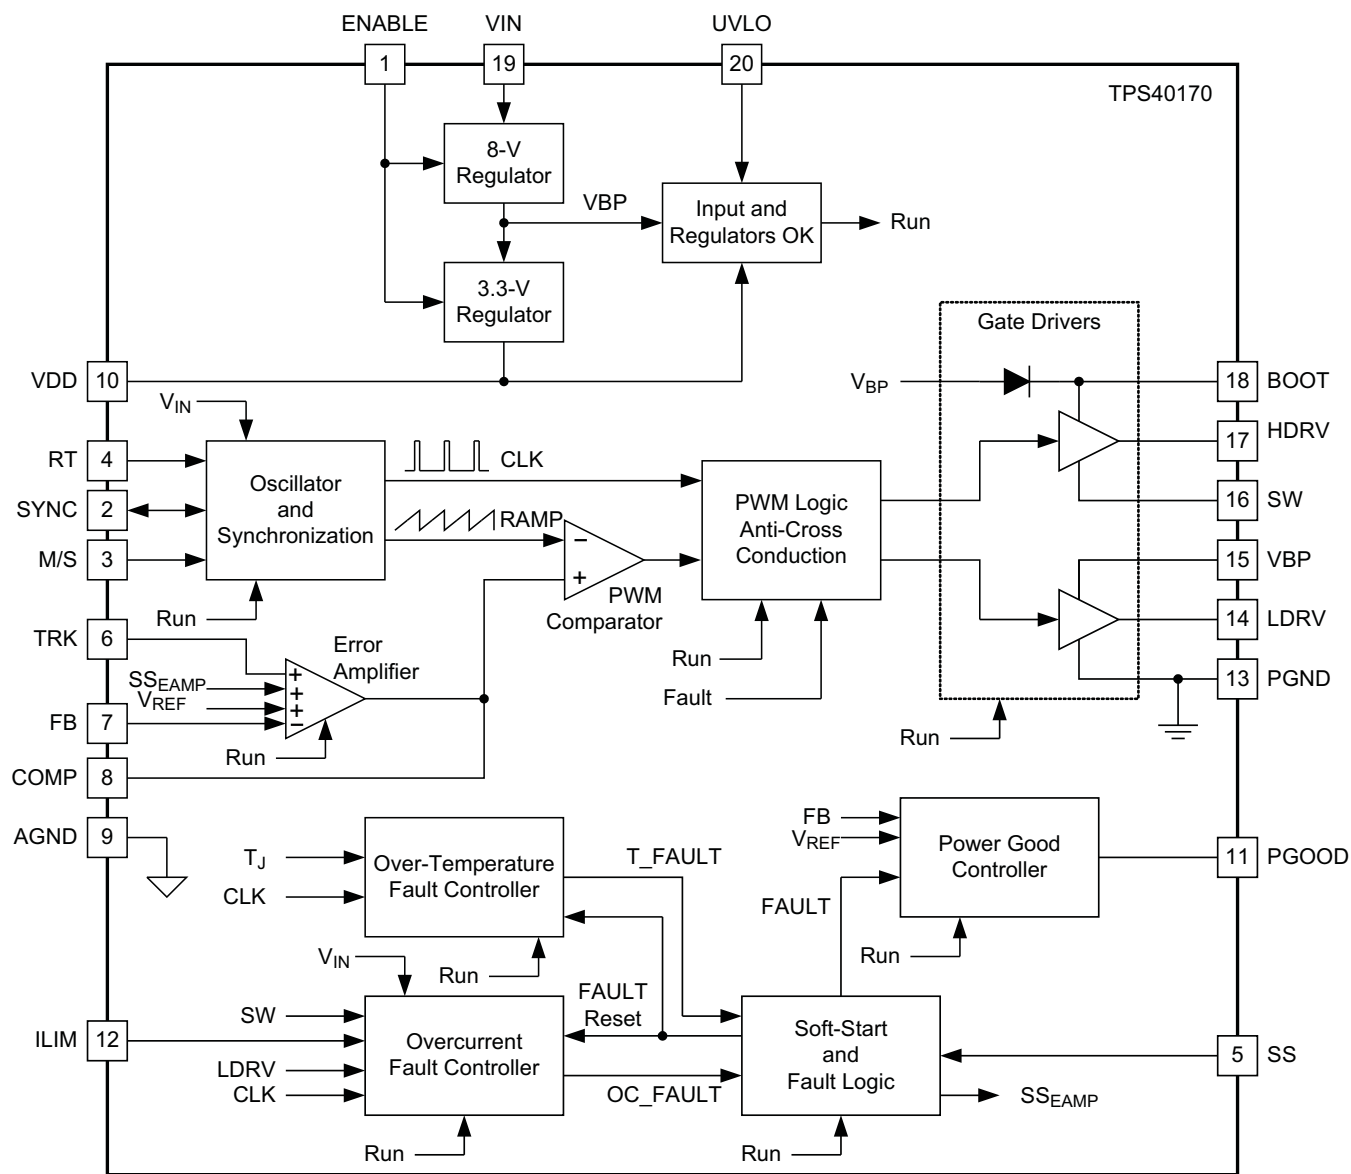 ENABLE VIN UVLO
1 19 20
TPS40170
8-V
Regulator
VBP
Input and
Regulators OK
Run
3.3-V
Regulator
Gate Drivers
VDD 10
VBP
18 BOOT
VIN
HDRV
17
RT 4
CLK
Oscillator
and
Synchronization
PWM Logic
Anti-Cross
Conduction
SYNC 2
16 SW
RAMP
−
+
M/S 3
15 VBP
PWM
Comparator
Run
14 LDRV
TRK 6
Error
Amplifier
Run
+
SSEAMP
+
VREF
+
−
Fault
13 PGND
FB 7
Run
Run
COMP 8
AGND 9
FB
VREF
Power Good
Controller
11 PGOOD
TJ
Over-Temperature
Fault Controller
T_FAULT
CLK
FAULT
Run
VIN
Run
FAULT
Reset
SW
Soft-Start
and
Fault Logic
ILIM 12
Overcurrent
Fault Controller
5 SS
LDRV
CLK
OC_FAULT
SSEAMP
Run
Run